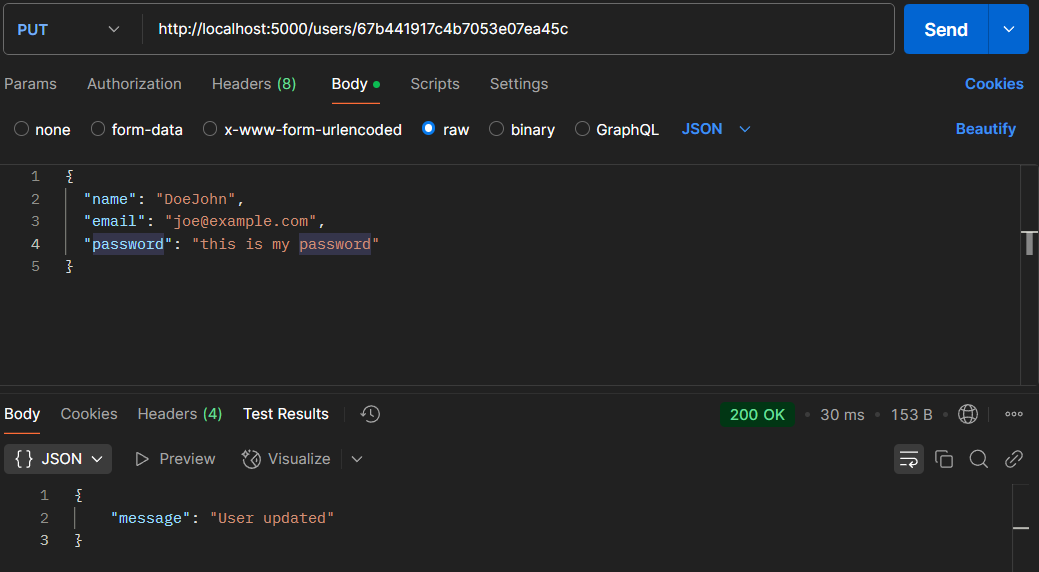 PUT http://localhost:5000/users/67b441917c4b7053e07ea45c Send
Params Authorization Headers (8) Body Scripts Settings Cookies
none form-data x-www-form-urlencoded raw binary GraphQL JSON Beautify
1 {
2 "name": "DoeJohn",
3 "email": "joe@example.com",
4 "password": "this is my password"
5 }
Body Cookies Headers (4) Test Results 200 OK 30 ms 153 B
{} JSON Preview Visualize
1 {
2 "message": "User updated"
3 }